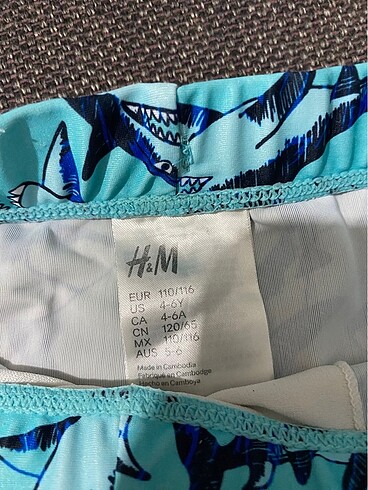 H&M
EUR 110/116
US 4-6Y
CA 4-6A
CN 120/65
MX 110/116
AUS 5-6
Made in Cambodia
Fabriqué en Cambodge
Hecho en Camboya